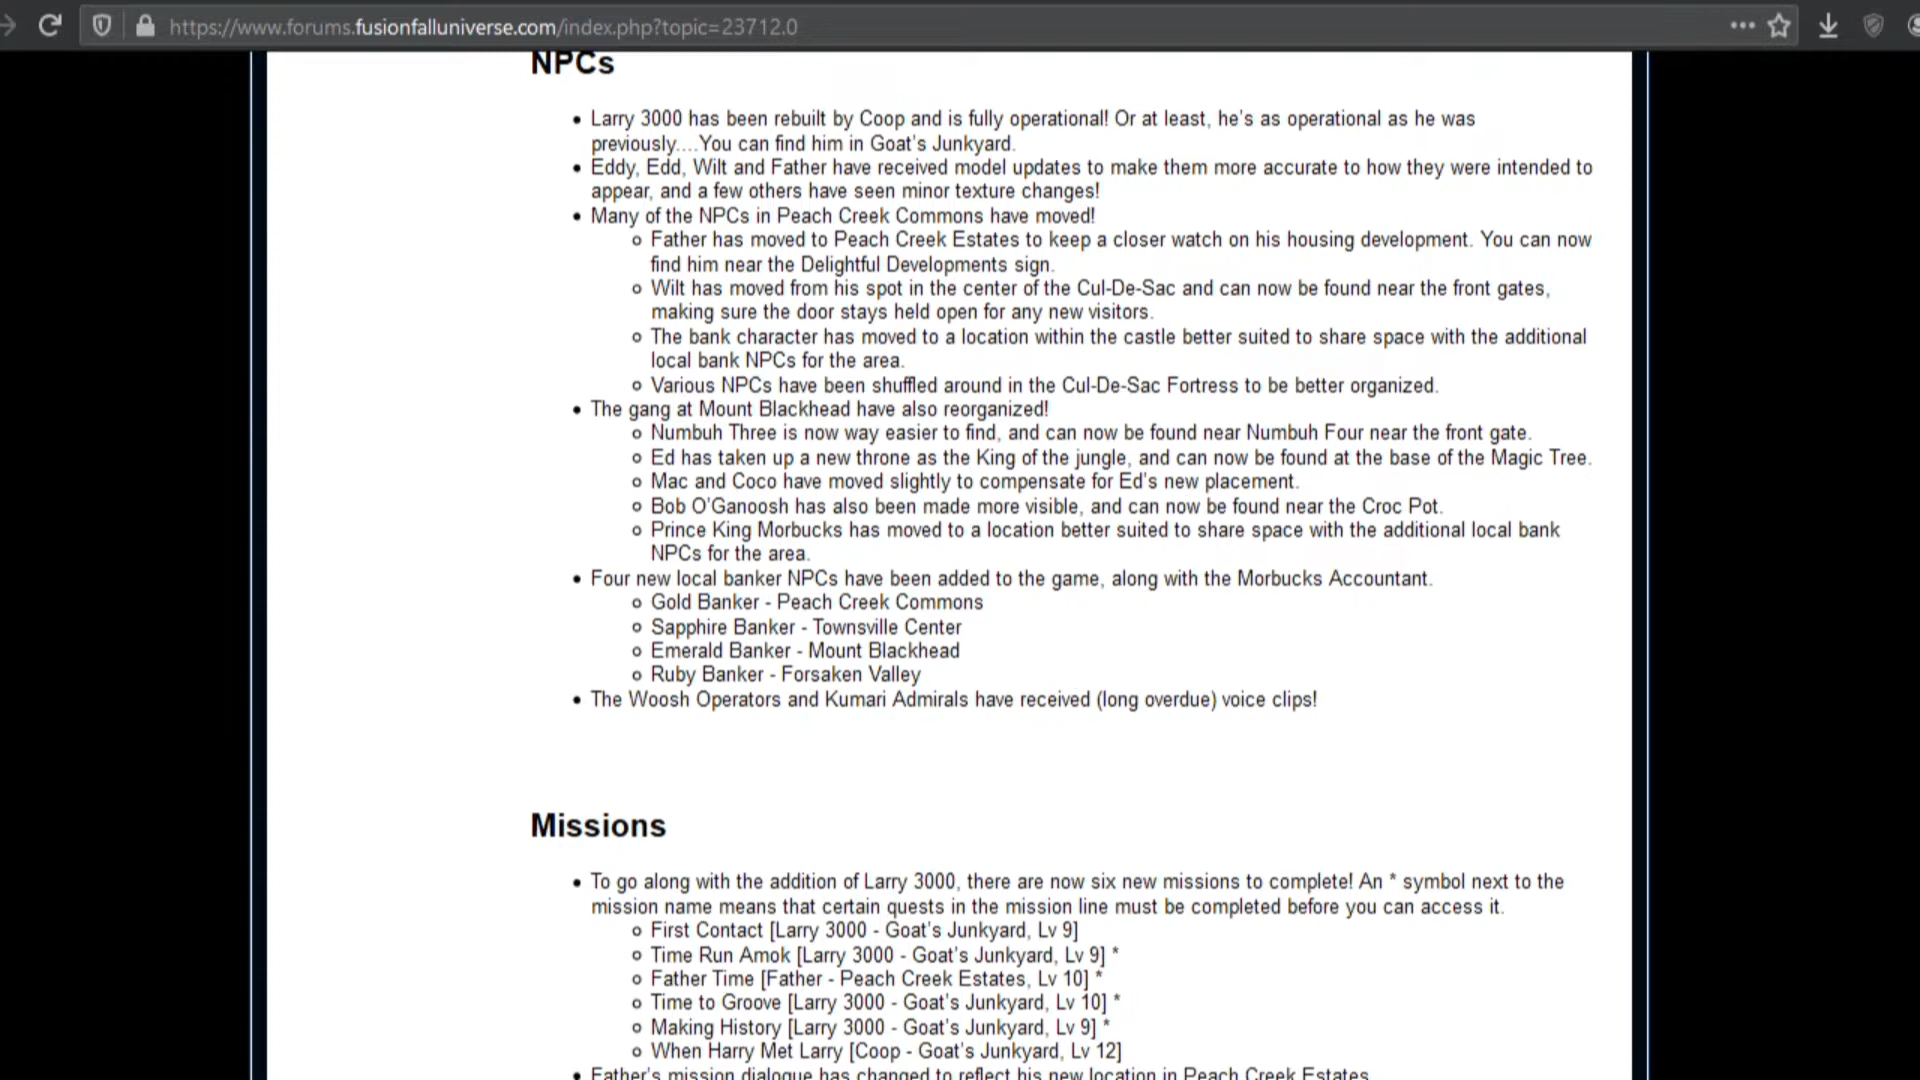 https://www.forums.fusionfalluniverse.com/index.php?topic=23712.0
NPCs
Larry 3000 has been rebuilt by Coop and is fully operational! Or at least, he's as operational as he was
previously....You can find him in Goat's Junkyard.
Eddy, Edd, Wilt and Father have received model updates to make them more accurate to how they were intended to
appear, and a few others have seen minor texture changes!
Many of the NPCs in Peach Creek Commons have moved!
Father has moved to Peach Creek Estates to keep a closer watch on his housing development. You can now
find him near the Delightful Developments sign.
Wilt has moved from his spot in the center of the Cul-De-Sac and can now be found near the front gates,
making sure the door stays held open for any new visitors.
The bank character has moved to a location within the castle better suited to share space with the additional
local bank NPCs for the area.
Various NPCs have been shuffled around in the Cul-De-Sac Fortress to be better organized.
The gang at Mount Blackhead have also reorganized!
Numbuh Three is now way easier to find, and can now be found near Numbuh Four near the front gate.
Ed has taken up a new throne as the King of the jungle, and can now be found at the base of the Magic Tree.
Mac and Coco have moved slightly to compensate for Ed's new placement.
Bob O'Ganoosh has also been made more visible, and can now be found near the Croc Pot.
Prince King Morbucks has moved to a location better suited to share space with the additional local bank
NPCs for the area.
Four new local banker NPCs have been added to the game, along with the Morbucks Accountant.
Gold Banker - Peach Creek Commons
Sapphire Banker - Townsville Center
Emerald Banker - Mount Blackhead
Ruby Banker - Forsaken Valley
The Woosh Operators and Kumari Admirals have received (long overdue) voice clips!
Missions
To go along with the addition of Larry 3000, there are now six new missions to complete! An * symbol next to the
mission name means that certain quests in the mission line must be completed before you can access it.
First Contact [Larry 3000 - Goat's Junkyard, Lv 9]
Time Run Amok [Larry 3000 - Goat's Junkyard, Lv 9] *
Father Time [Father - Peach Creek Estates, Lv 10] *
Time to Groove [Larry 3000 - Goat's Junkyard, Lv 10] *
Making History [Larry 3000 - Goat's Junkyard, Lv 9] *
When Harry Met Larry [Coop - Goat's Junkyard, Lv 12]
Father's mission dialogue has changed to reflect his new location in Peach Creek Estates.